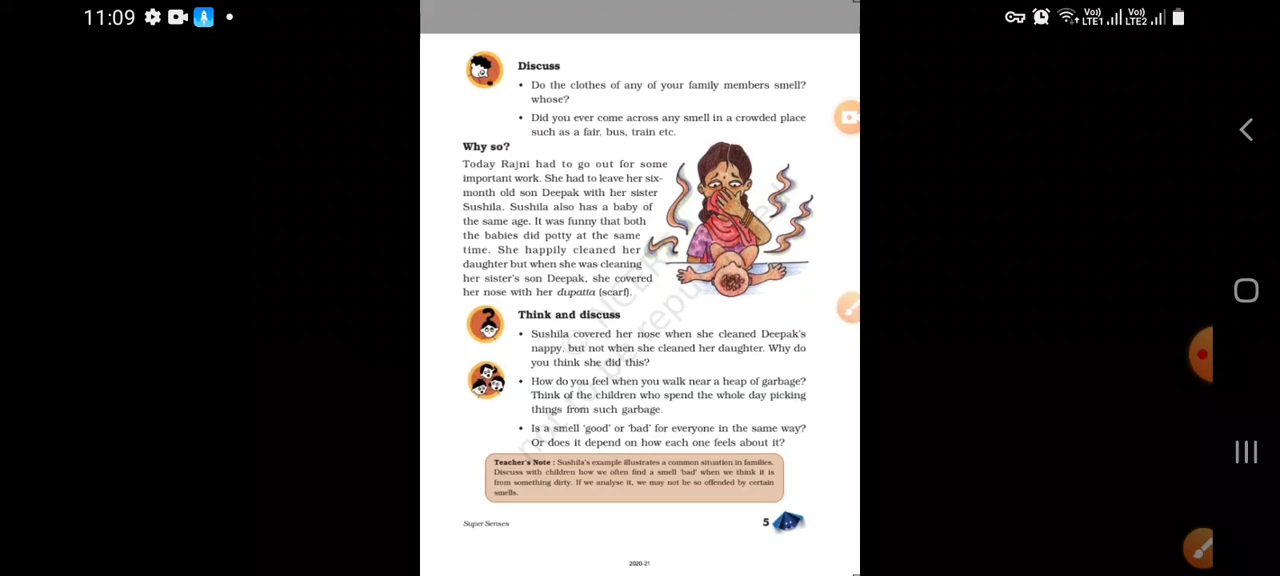 11:09
Vo) LTE1 Vo) LTE2
Discuss
• Do the clothes of any of your family members smell?
whose?
• Did you ever come across any smell in a crowded place
such as a fair, bus, train etc.
Why so?
Today Rajni had to go out for some
important work. She had to leave her six-
month old son Deepak with her sister
Sushila. Sushila also has a baby of
the same age. It was funny that both
the babies did potty at the same
time. She happily cleaned her
daughter but when she was cleaning
her sister's son Deepak, she covered
her nose with her dupatta (scarf).
Think and discuss
• Sushila covered her nose when she cleaned Deepak's
nappy, but not when she cleaned her daughter. Why do
you think she did this?
• How do you feel when you walk near a heap of garbage?
Think of the children who spend the whole day picking
things from such garbage.
• Is a smell 'good' or 'bad' for everyone in the same way?
Or does it depend on how each one feels about it?
Teacher's Note : Sushila's example illustrates a common situation in families.
Discuss with children how we often find a smell 'bad' when we think it is
from something dirty. If we analyse it, we may not be so offended by certain
smells.
Super Senses
5
2020-21